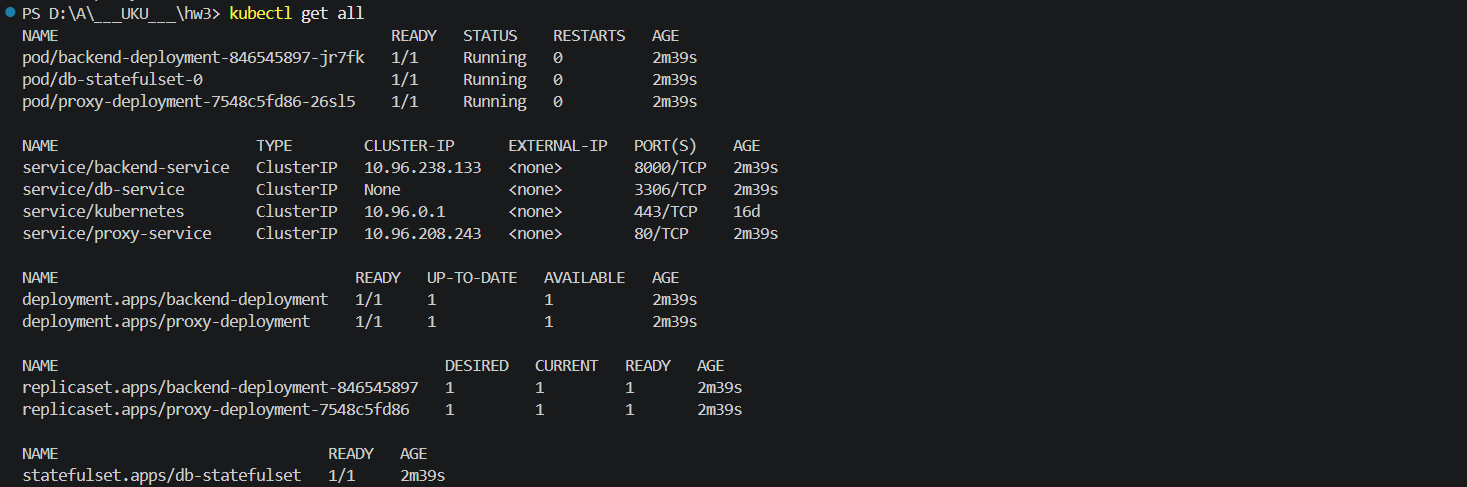 PS D:\A\___UKU___\hw3> kubectl get all
NAME READY STATUS RESTARTS AGE
pod/backend-deployment-846545897-jr7fk 1/1 Running 0 2m39s
pod/db-statefulset-0 1/1 Running 0 2m39s
pod/proxy-deployment-7548c5fd86-26sl5 1/1 Running 0 2m39s
NAME TYPE CLUSTER-IP EXTERNAL-IP PORT(S) AGE
service/backend-service ClusterIP 10.96.238.133 <none> 8000/TCP 2m39s
service/db-service ClusterIP None <none> 3306/TCP 2m39s
service/kubernetes ClusterIP 10.96.0.1 <none> 443/TCP 16d
service/proxy-service ClusterIP 10.96.208.243 <none> 80/TCP 2m39s
NAME READY UP-TO-DATE AVAILABLE AGE
deployment.apps/backend-deployment 1/1 1 1 2m39s
deployment.apps/proxy-deployment 1/1 1 1 2m39s
NAME DESIRED CURRENT READY AGE
replicaset.apps/backend-deployment-846545897 1 1 1 2m39s
replicaset.apps/proxy-deployment-7548c5fd86 1 1 1 2m39s
NAME READY AGE
statefulset.apps/db-statefulset 1/1 2m39s